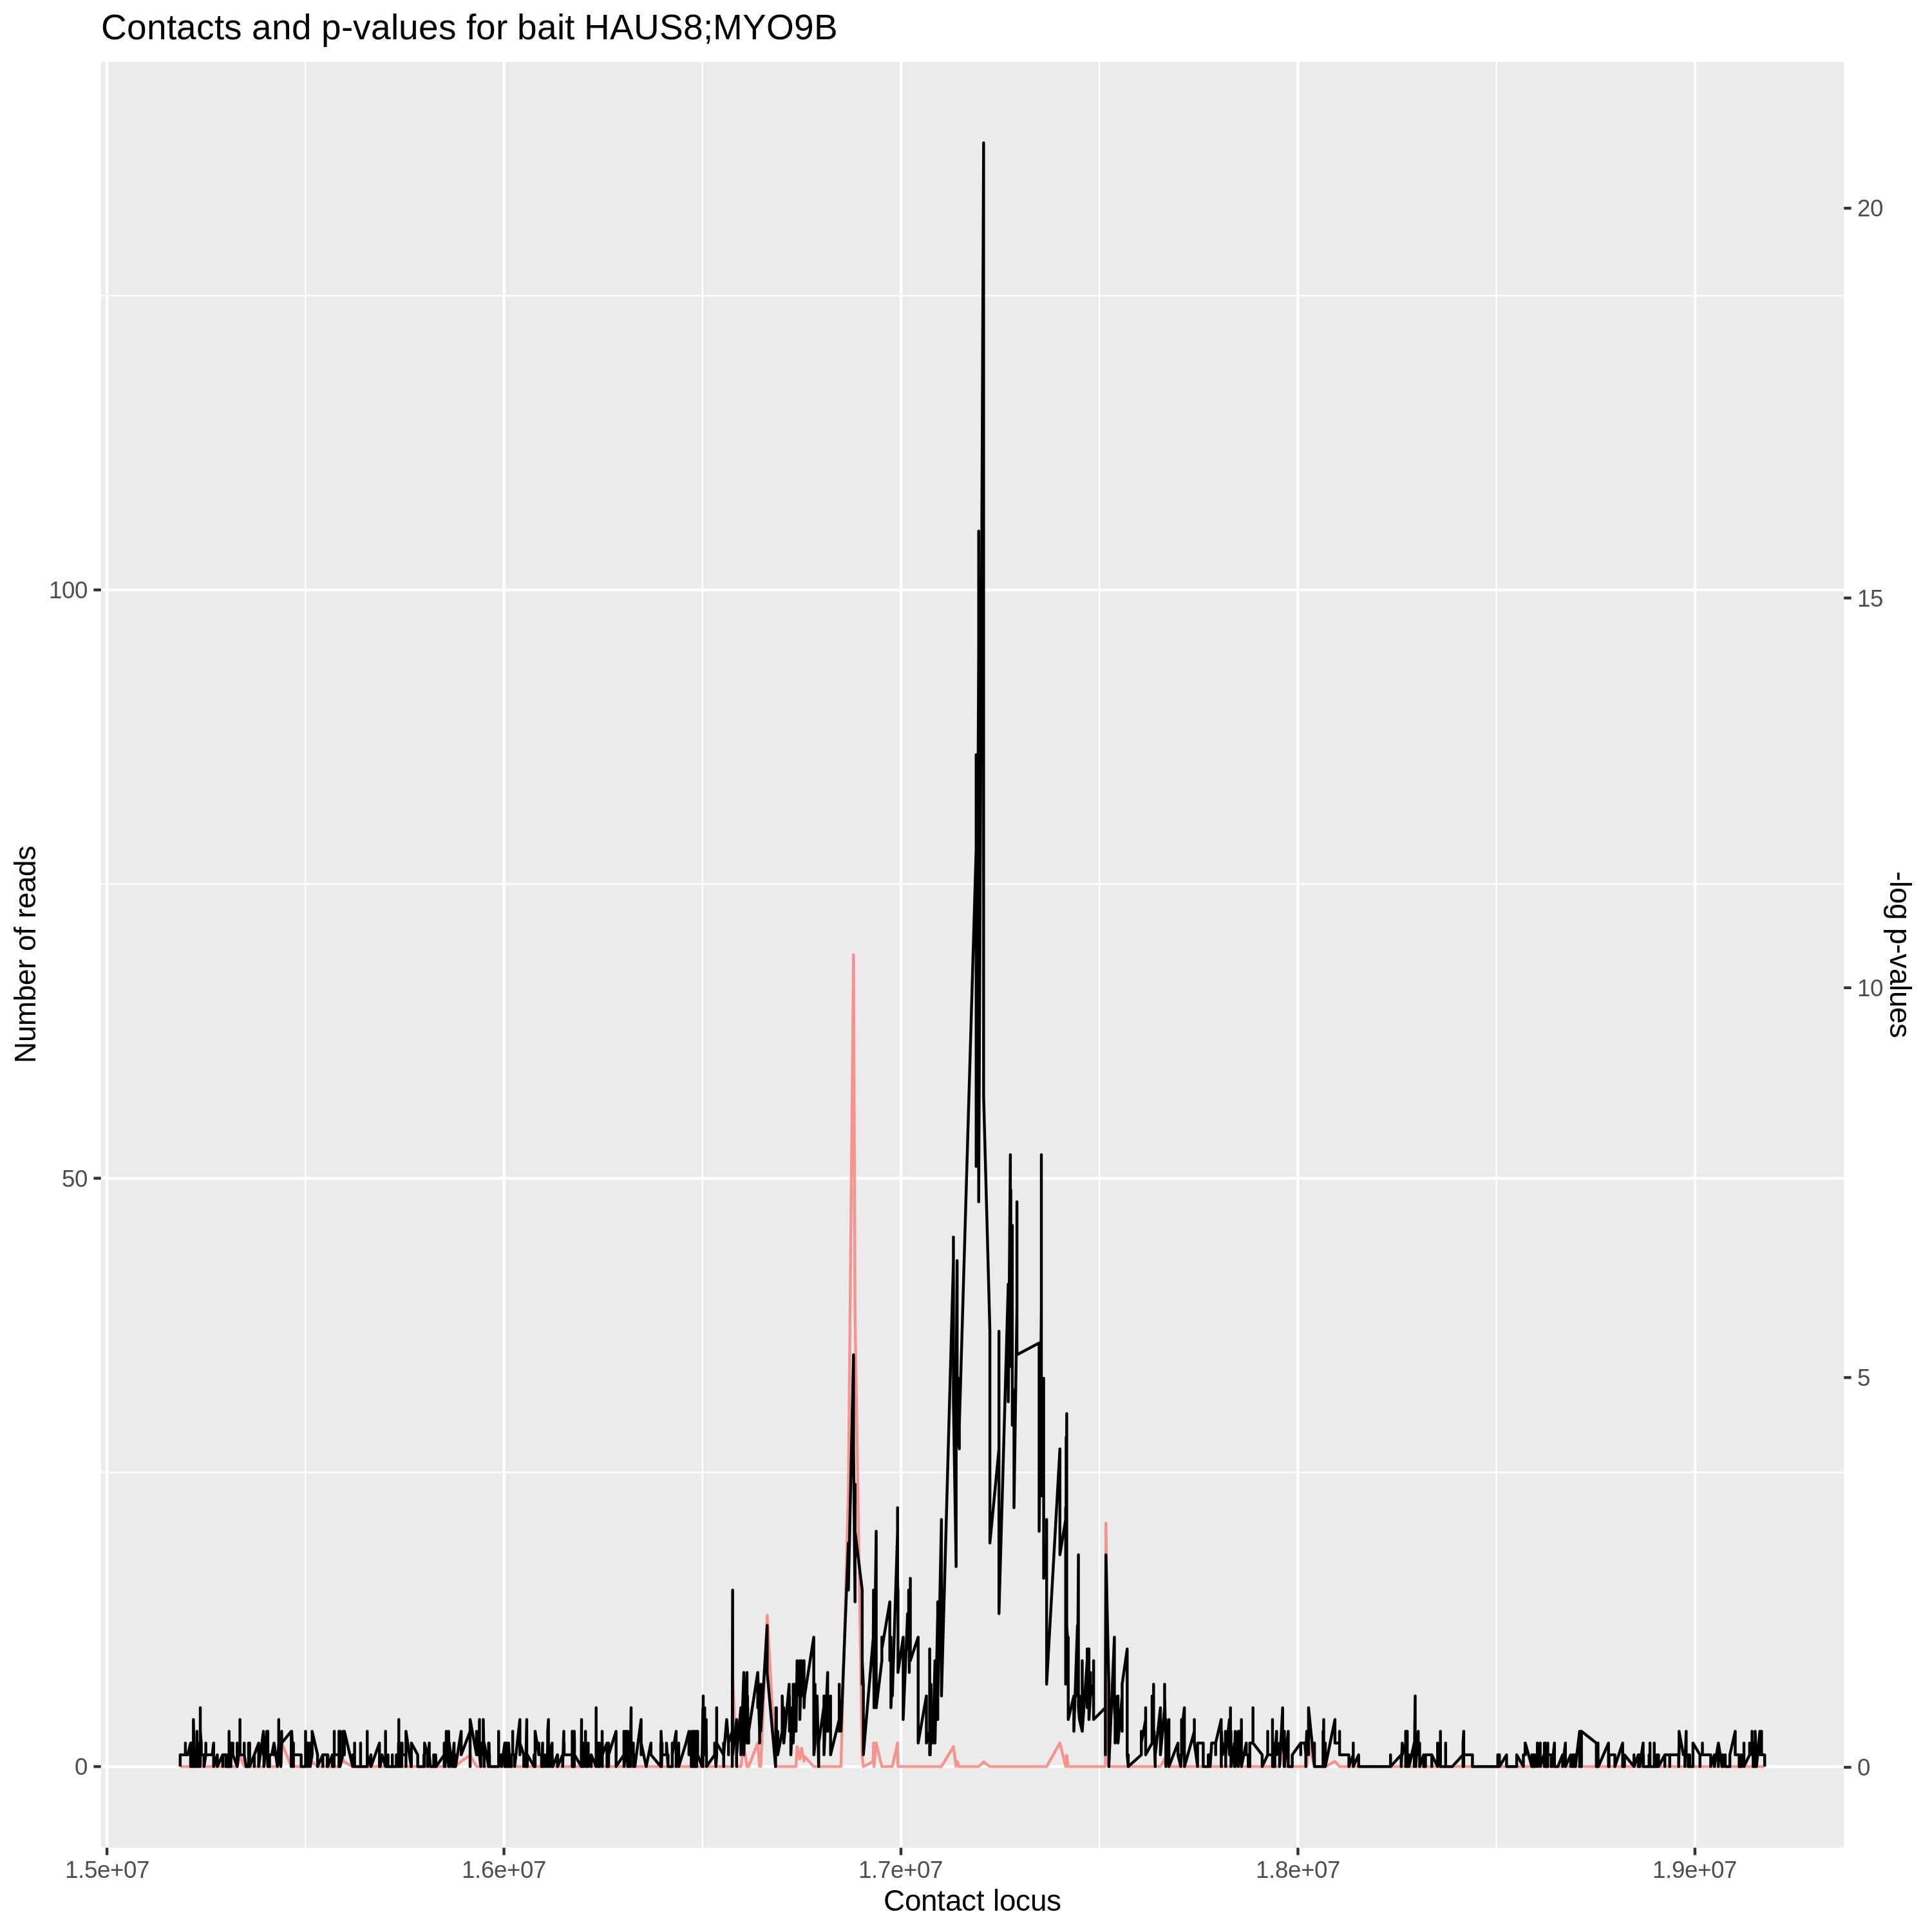 Contacts and p-values for bait HAUS8;MYO9B
Number of reads
100
50
0
20
15
10
5
0
-log p-values
1.5e+07
1.6e+07
1.7e+07
1.8e+07
1.9e+07
Contact locus